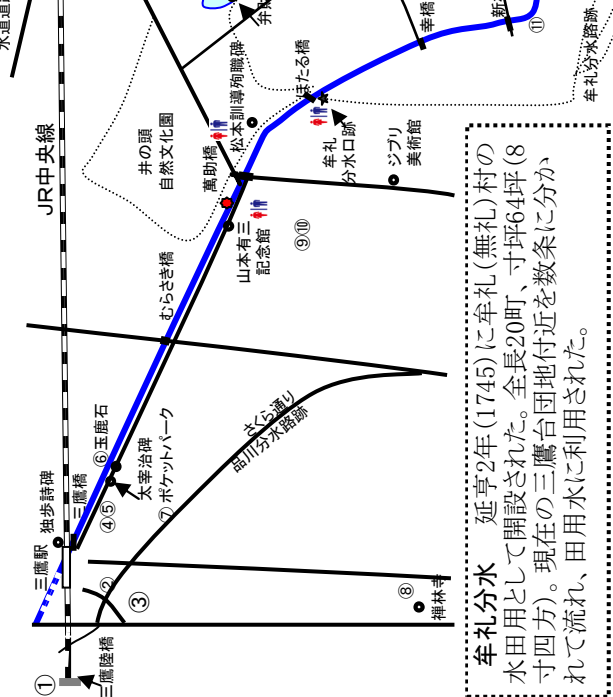 水道道路
弁財
JR中央線
井の頭
自然文化園
萬助橋
松本訓導殉職碑
ほたる橋
幸橋
新
⑪
牟礼分水路跡
牟礼
分水口跡
ジブリ
美術館
山本有三
記念館
⑨⑩
むらさき橋
さくら通り
品川分水路跡
⑥玉鹿石
太宰治碑
⑦ ポケットパーク
④⑤
三鷹橋
独歩詩碑
三鷹駅
②
③
①
三鷹陸橋
⑧
禅林寺
牟礼分水 延享2年(1745)に牟礼(無礼)村の
水田用として開設された。全長20町、寸坪64坪(8
寸四方)。現在の三鷹台団地付近を数条に分か
れて流れ、田用水に利用された。